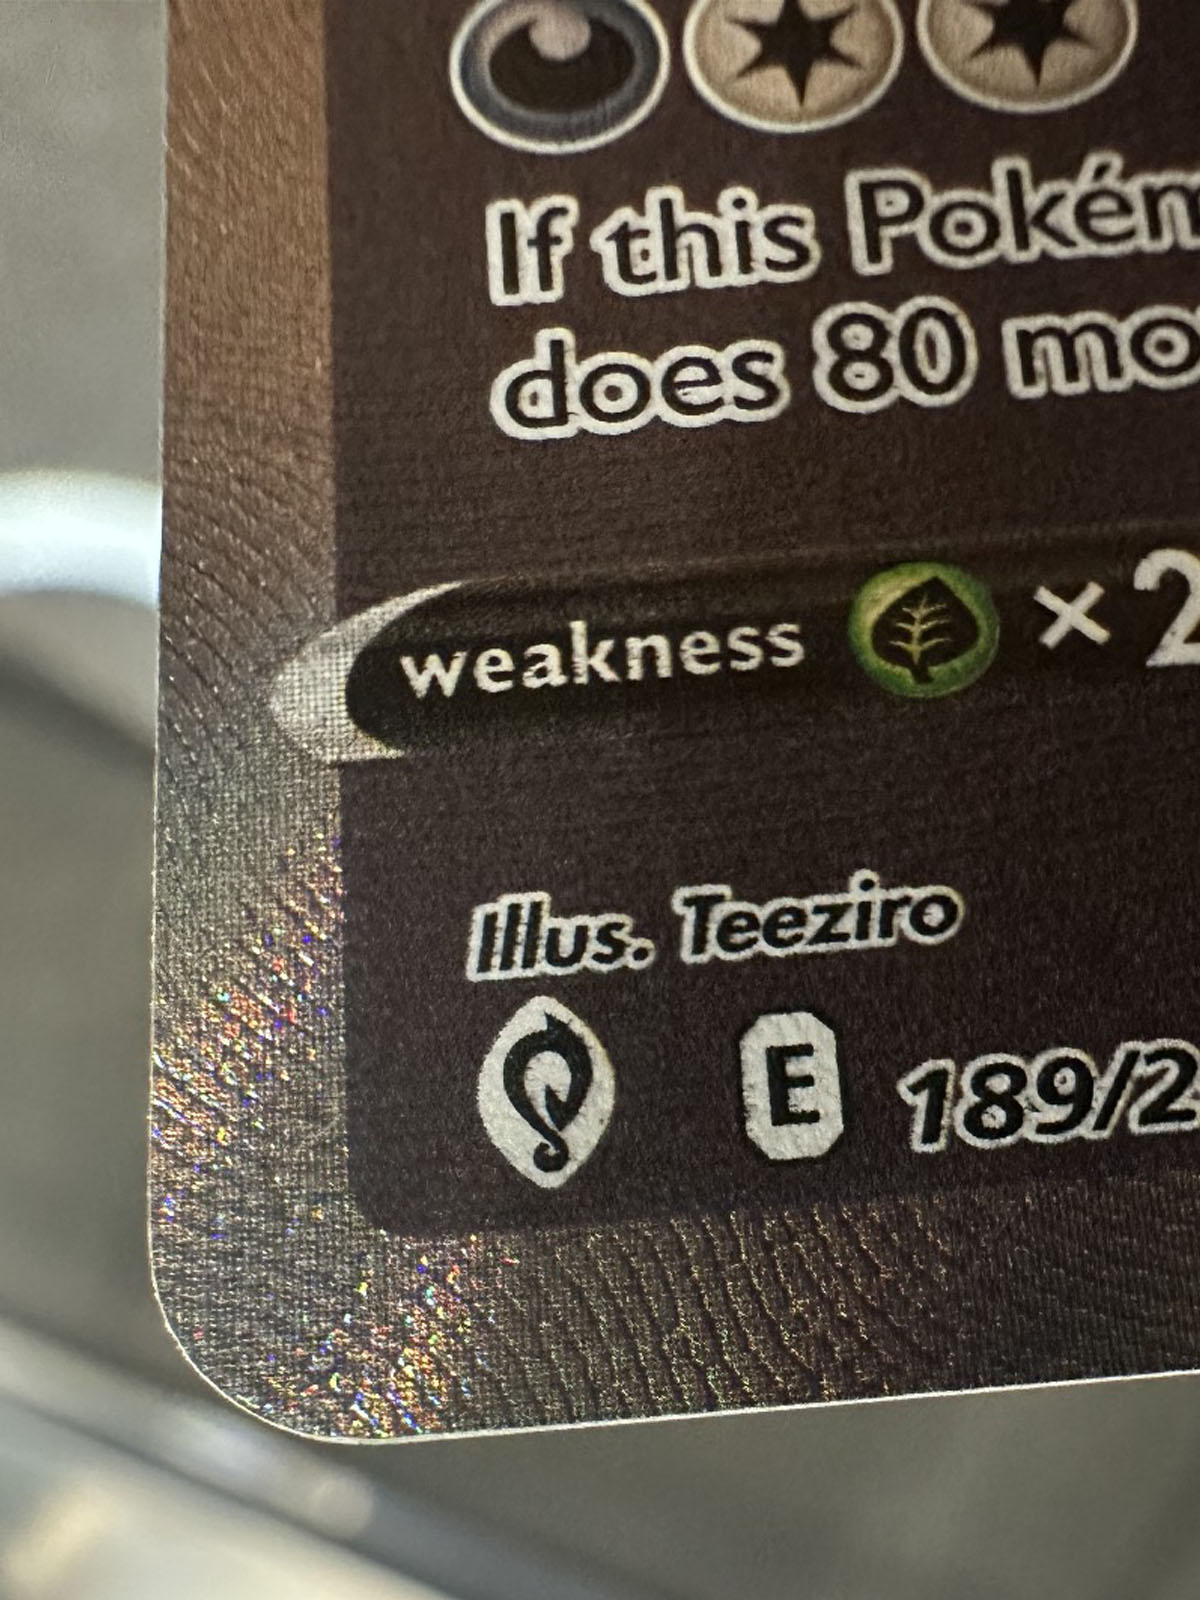 If this Pokém
does 80 mo
weakness × 2
Illus. Teeziro
E 189/2